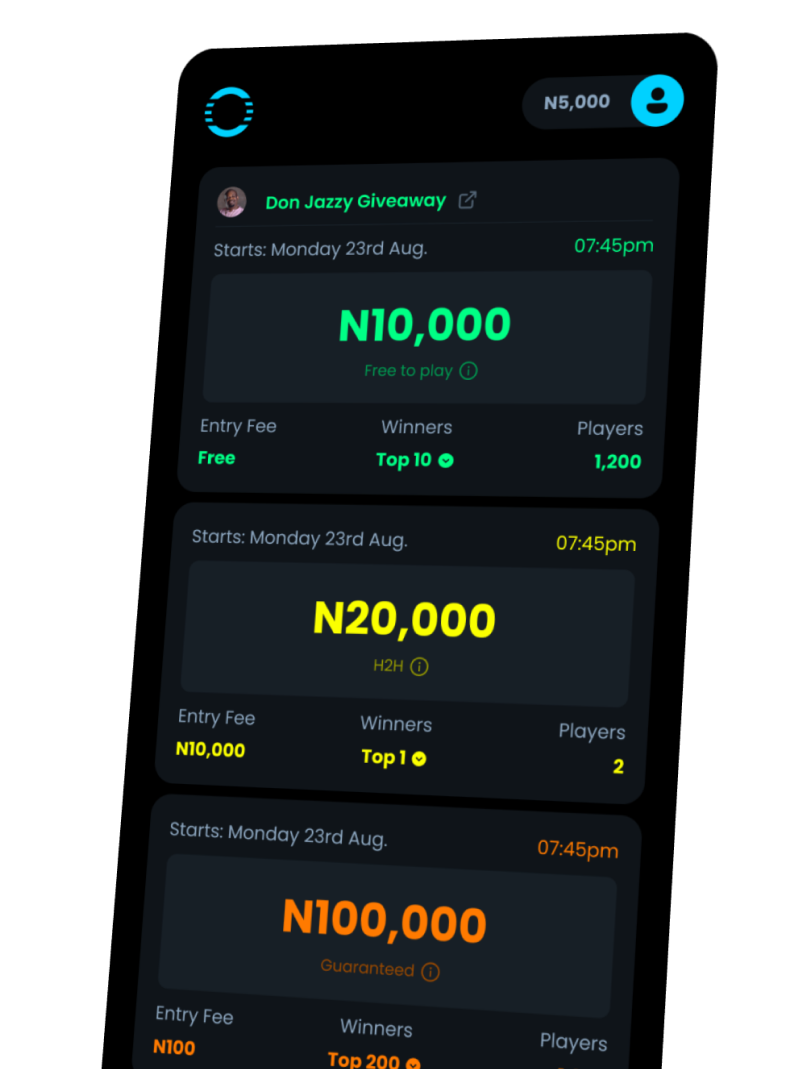 N5,000
Don Jazzy Giveaway
Starts: Monday 23rd Aug. 07:45pm
N10,000
Free to play
Entry Fee Winners Players
Free Top 10 1,200
Starts: Monday 23rd Aug. 07:45pm
N20,000
H2H
Entry Fee Winners Players
N10,000 Top 1 2
Starts: Monday 23rd Aug. 07:45pm
N100,000
Guaranteed
Entry Fee Winners Players
N100 Top 200